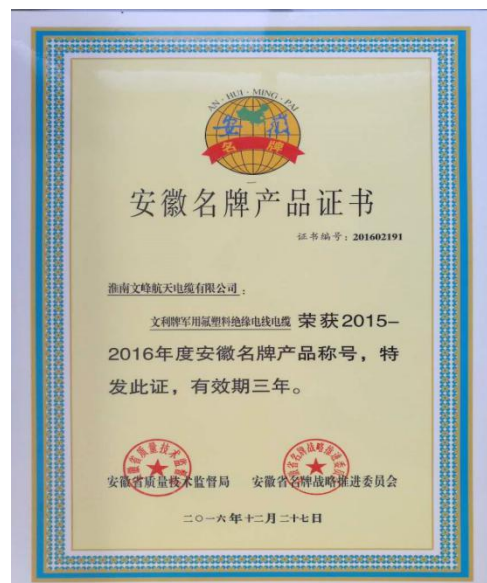 AN·HUI·MING·PAI
安徽
名牌
安徽名牌产品证书
证书编号：201602191
淮南文峰航天电缆有限公司：
文利牌军用氟塑料绝缘电线电缆 荣获2015-
2016年度安徽名牌产品称号，特
发此证，有效期三年。
安徽省质量技术监督局 安徽省名牌战略推进委员会
二○一六年十二月二十七日